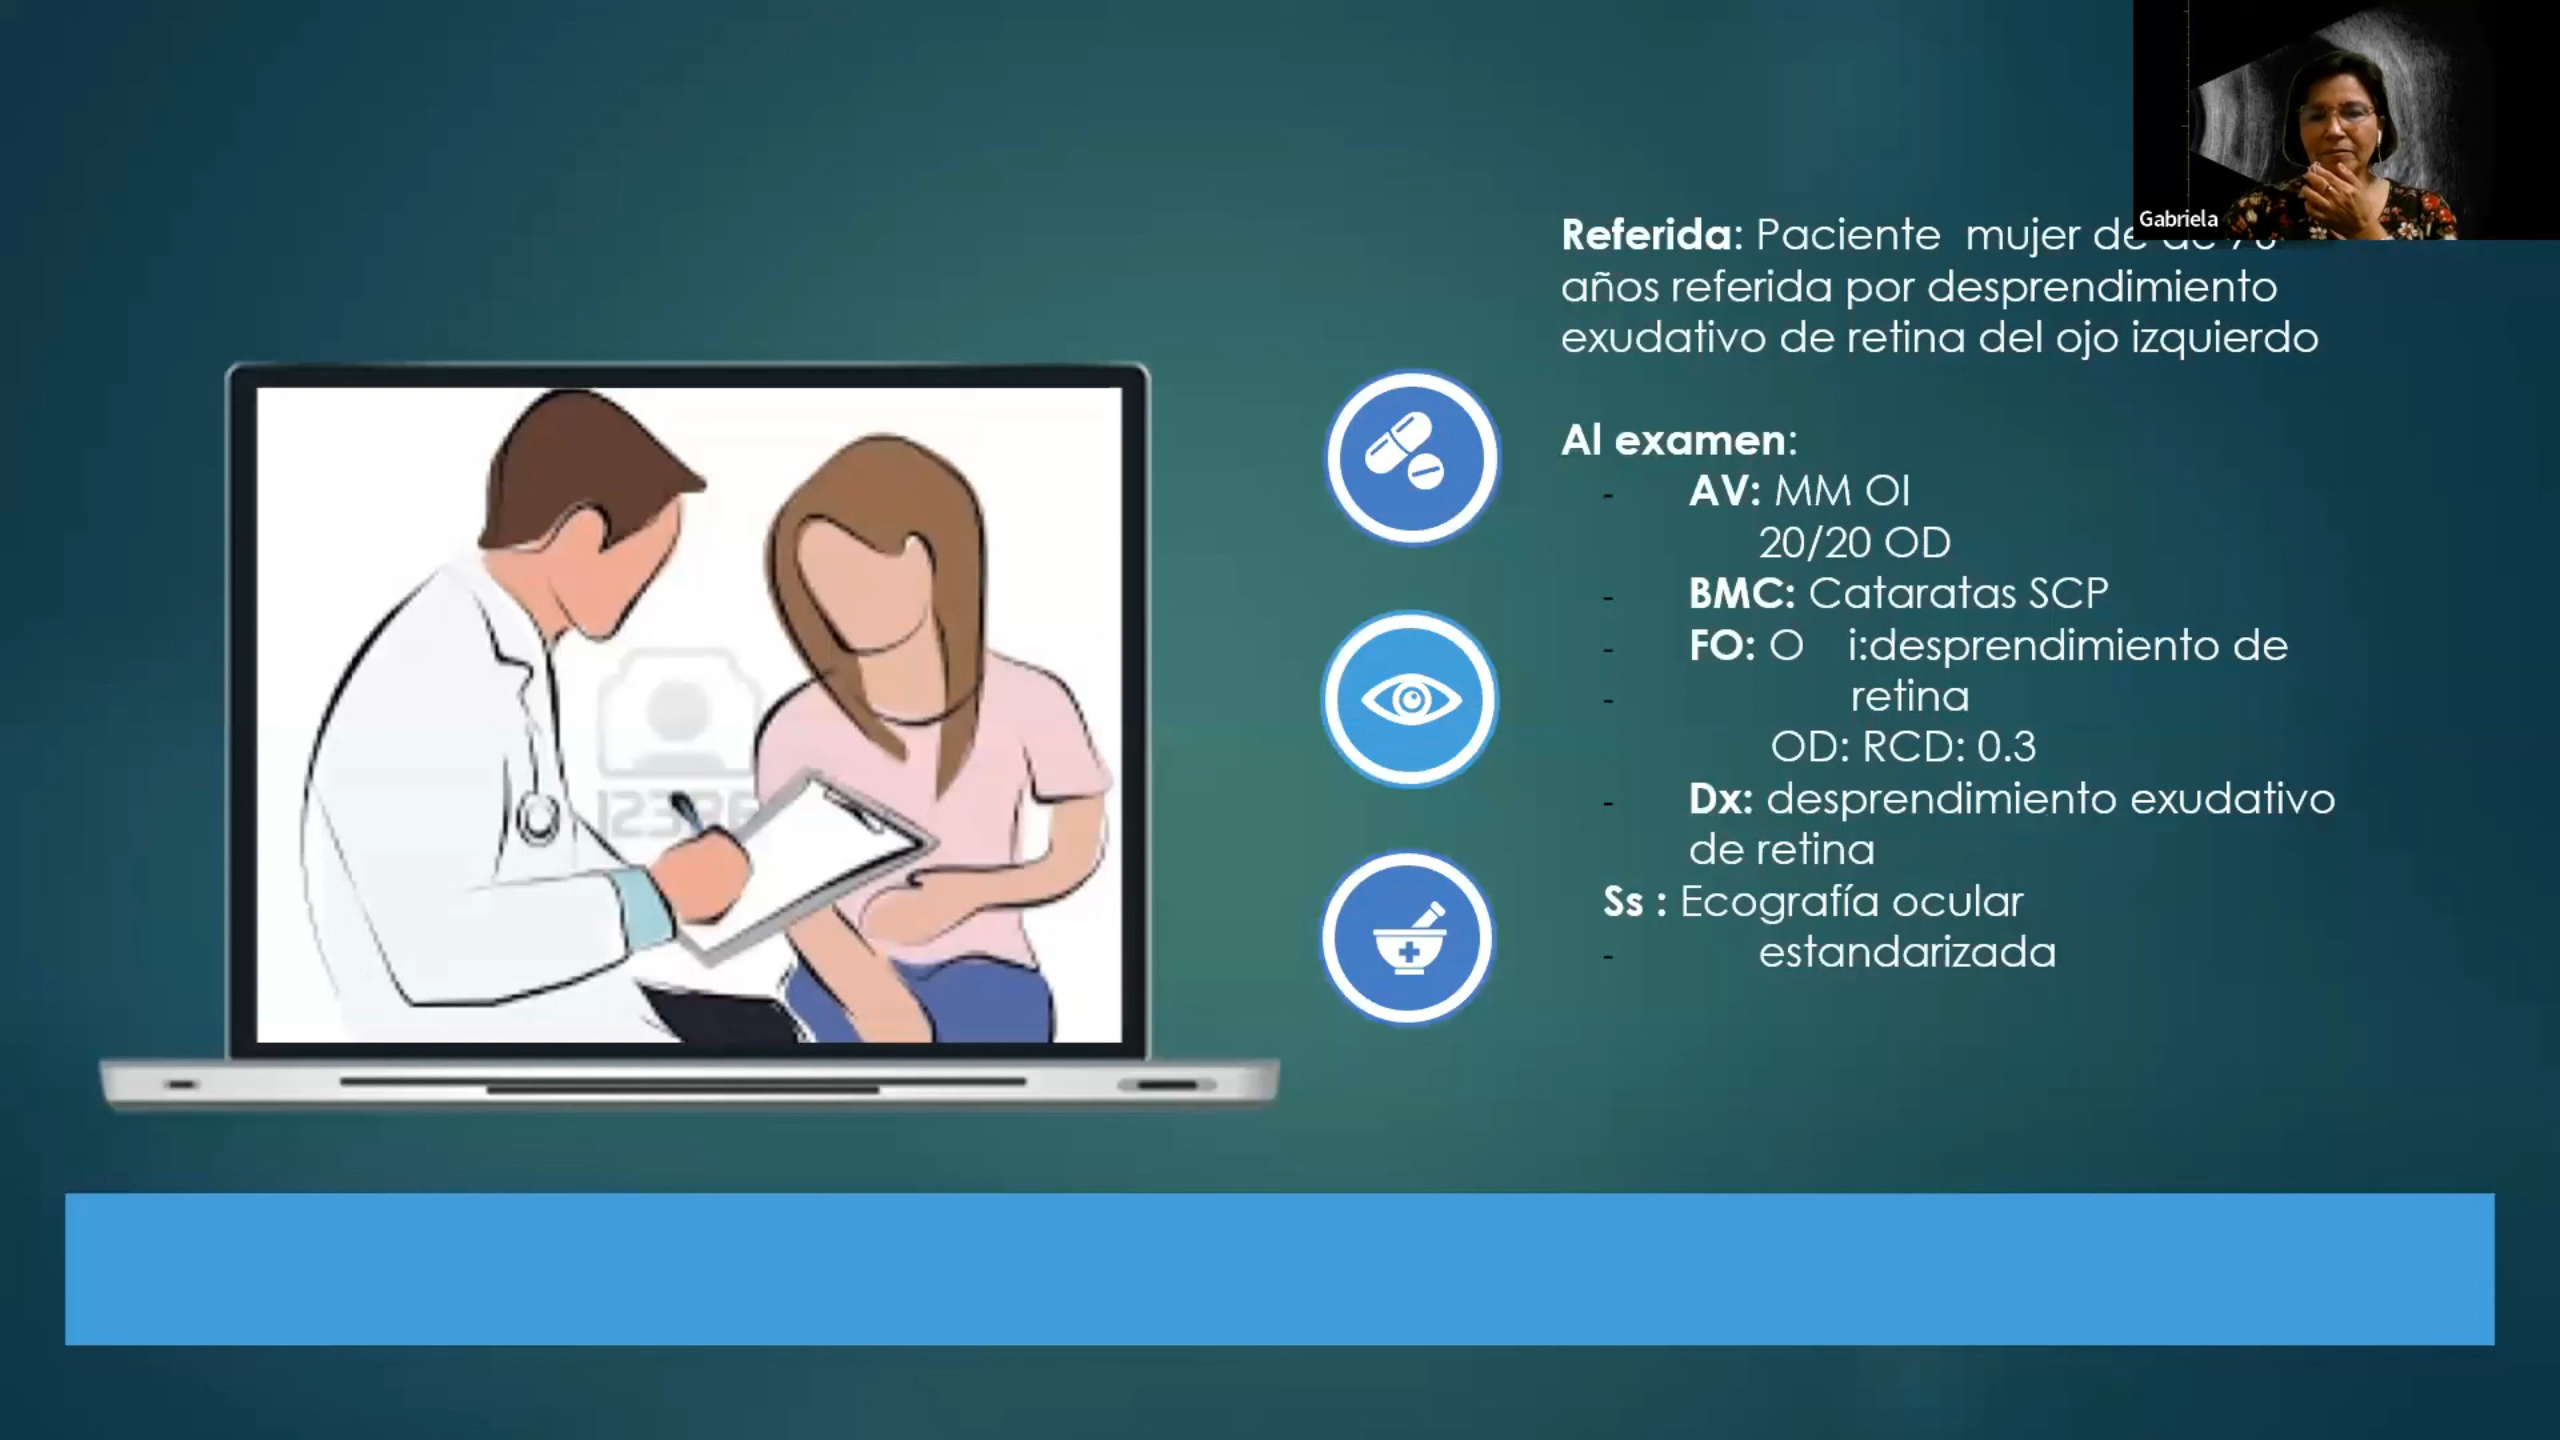 Gabriela
Referida: Paciente mujer de de
años referida por desprendimiento
exudativo de retina del ojo izquierdo
Al examen:
- AV: MM OI
20/20 OD
- BMC: Cataratas SCP
- FO: O i:desprendimiento de
- retina
OD: RCD: 0.3
- Dx: desprendimiento exudativo
de retina
Ss : Ecografía ocular
- estandarizada